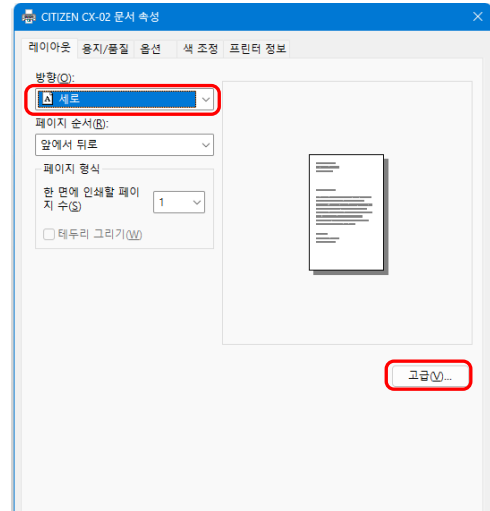 CITIZEN CX-02 문서 속성
레이아웃 용지/품질 옵션 색 조정 프린터 정보
방향(O):
세로
페이지 순서(R):
앞에서 뒤로
페이지 형식
한 면에 인쇄할 페이
지 수(S)
1
테두리 그리기(W)
고급(V)...